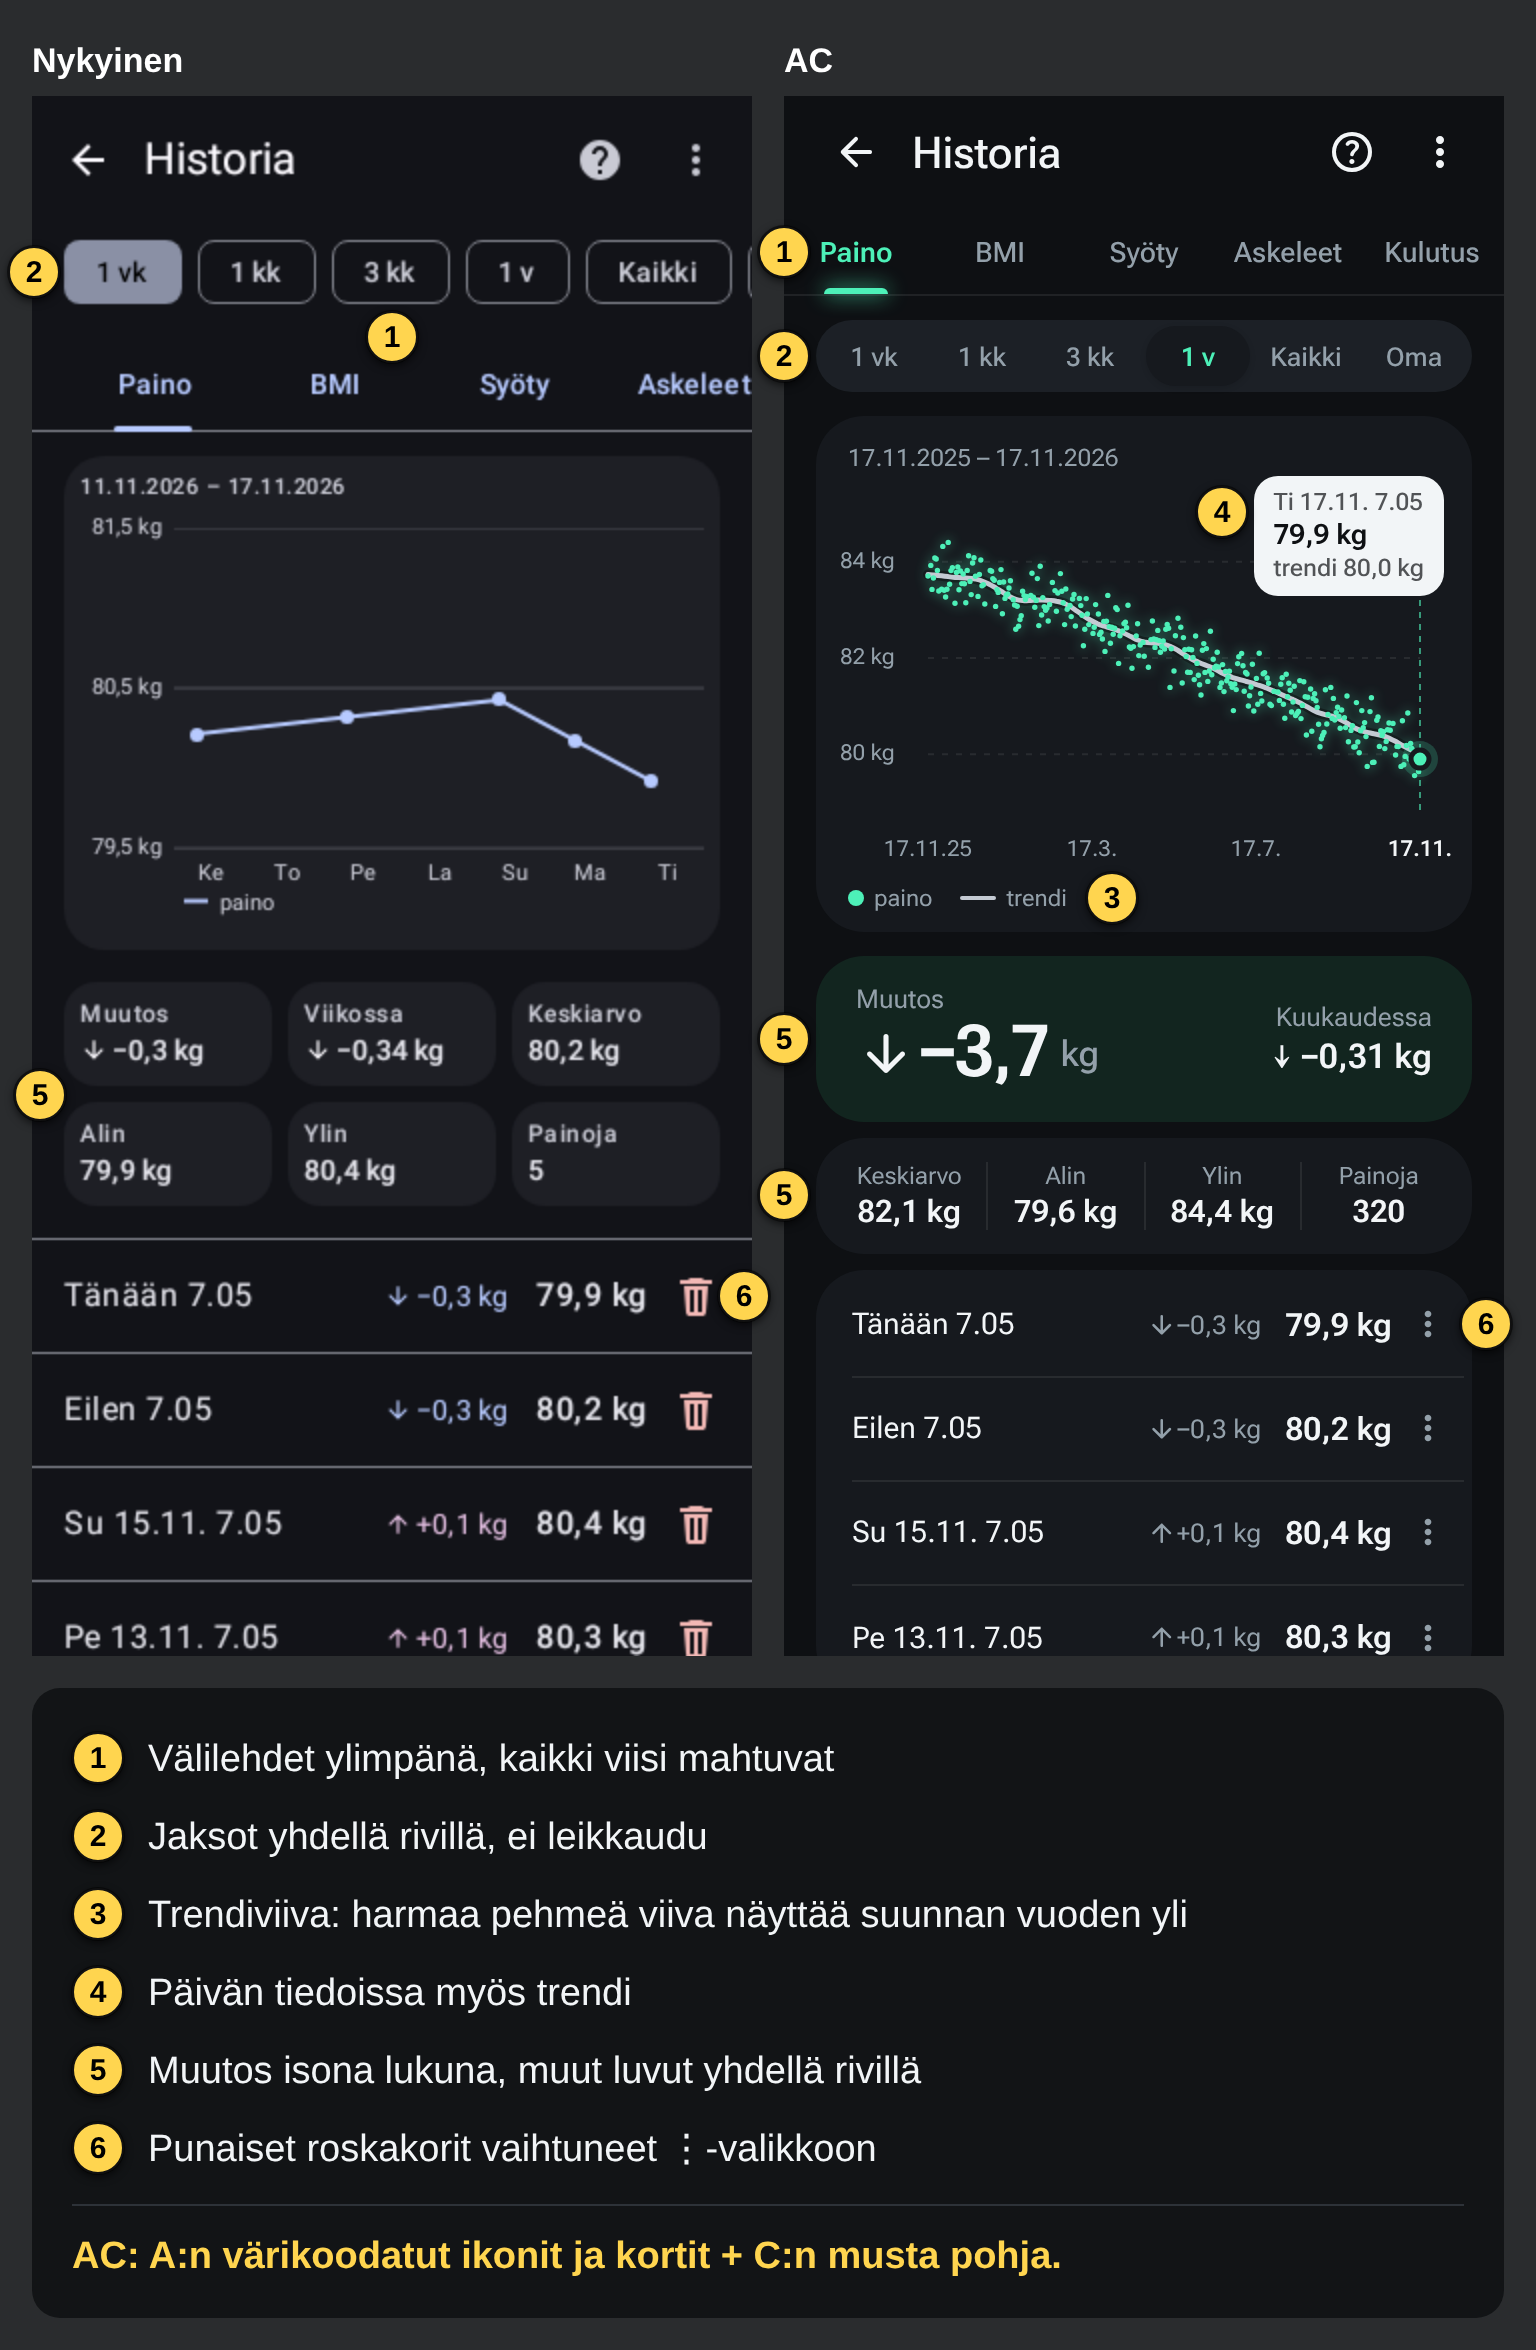 Nykyinen
Historia
2
1 vk
1 kk
3 kk
1 v
Kaikki
1
Paino
BMI
Syöty
Askeleet
11.11.2026 – 17.11.2026
81,5 kg
80,5 kg
79,5 kg
Ke To Pe La Su Ma Ti
paino
Muutos
↓ −0,3 kg
Viikossa
↓ −0,34 kg
Keskiarvo
80,2 kg
5
Alin
79,9 kg
Ylin
80,4 kg
Painoja
5
Tänään 7.05 ↓ −0,3 kg 79,9 kg
6
Eilen 7.05 ↓ −0,3 kg 80,2 kg
Su 15.11. 7.05 ↑ +0,1 kg 80,4 kg
Pe 13.11. 7.05 ↑ +0,1 kg 80,3 kg
AC
Historia
1
Paino BMI Syöty Askeleet Kulutus
2
1 vk 1 kk 3 kk 1 v Kaikki Oma
17.11.2025 – 17.11.2026
4
Ti 17.11. 7.05
79,9 kg
trendi 80,0 kg
84 kg
82 kg
80 kg
17.11.25 17.3. 17.7. 17.11.
paino trendi
3
5
Muutos
↓ −3,7 kg
Kuukaudessa
↓ −0,31 kg
5
Keskiarvo
82,1 kg
Alin
79,6 kg
Ylin
84,4 kg
Painoja
320
Tänään 7.05 ↓ −0,3 kg 79,9 kg
6
Eilen 7.05 ↓ −0,3 kg 80,2 kg
Su 15.11. 7.05 ↑ +0,1 kg 80,4 kg
Pe 13.11. 7.05 ↑ +0,1 kg 80,3 kg
1 Välilehdet ylimpänä, kaikki viisi mahtuvat
2 Jaksot yhdellä rivillä, ei leikkaudu
3 Trendiviiva: harmaa pehmeä viiva näyttää suunnan vuoden yli
4 Päivän tiedoissa myös trendi
5 Muutos isona lukuna, muut luvut yhdellä rivillä
6 Punaiset roskakorit vaihtuneet ⋮-valikkoon
AC: A:n värikoodatut ikonit ja kortit + C:n musta pohja.